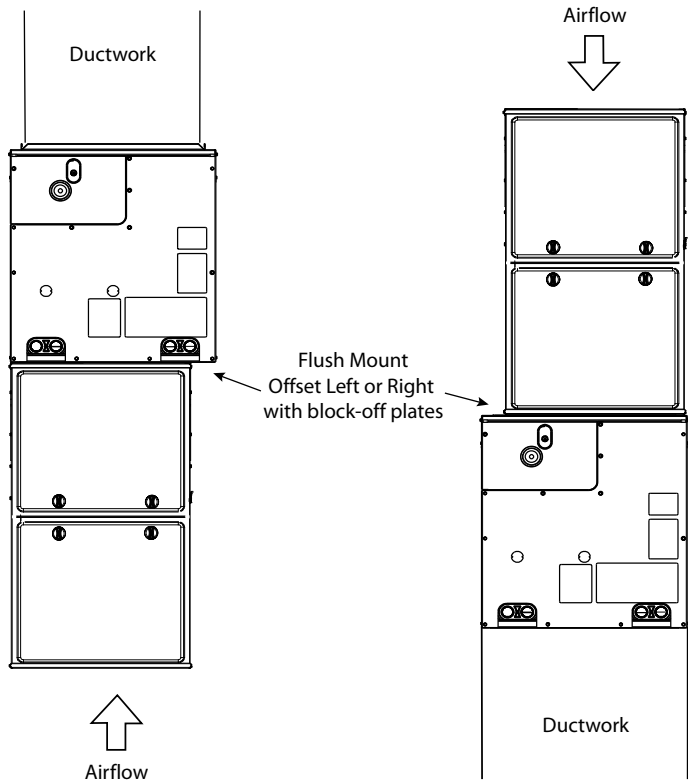 Ductwork
Airflow
Flush Mount
Offset Left or Right
with block-off plates
Airflow
Ductwork